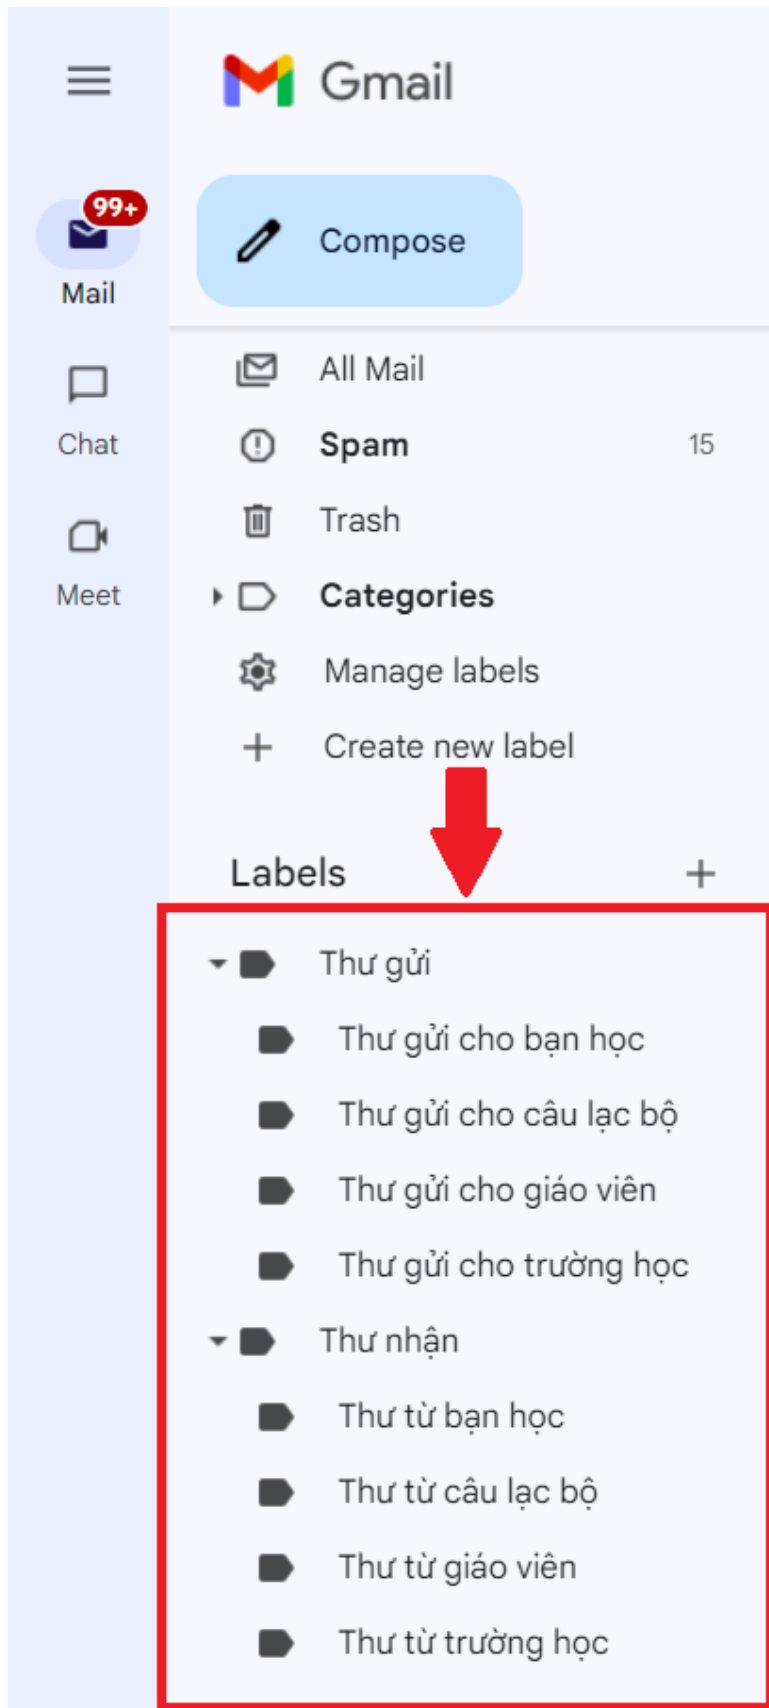 Gmail
99+
Compose
Mail
All Mail
Chat
Spam 15
Trash
Meet
Categories
Manage labels
Create new label
Labels
Thư gửi
Thư gửi cho bạn học
Thư gửi cho câu lạc bộ
Thư gửi cho giáo viên
Thư gửi cho trường học
Thư nhận
Thư từ bạn học
Thư từ câu lạc bộ
Thư từ giáo viên
Thư từ trường học